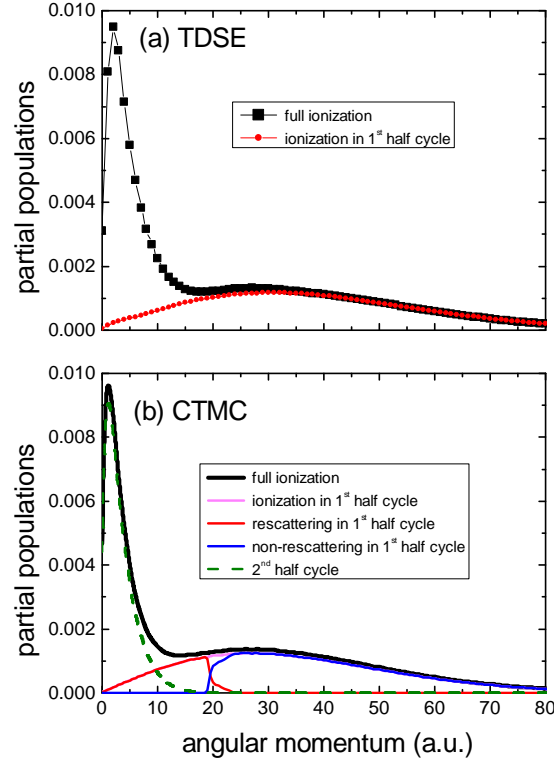 0.010
(a) TDSE
0.008
full ionization
ionization in 1st half cycle
0.006
0.004
0.002
0.000
partial populations
0.010
(b) CTMC
0.008
full ionization
ionization in 1st half cycle
rescattering in 1st half cycle
non-rescattering in 1st half cycle
2nd half cycle
0.006
0.004
0.002
0.000
partial populations
0 10 20 30 40 50 60 70 80
angular momentum (a.u.)